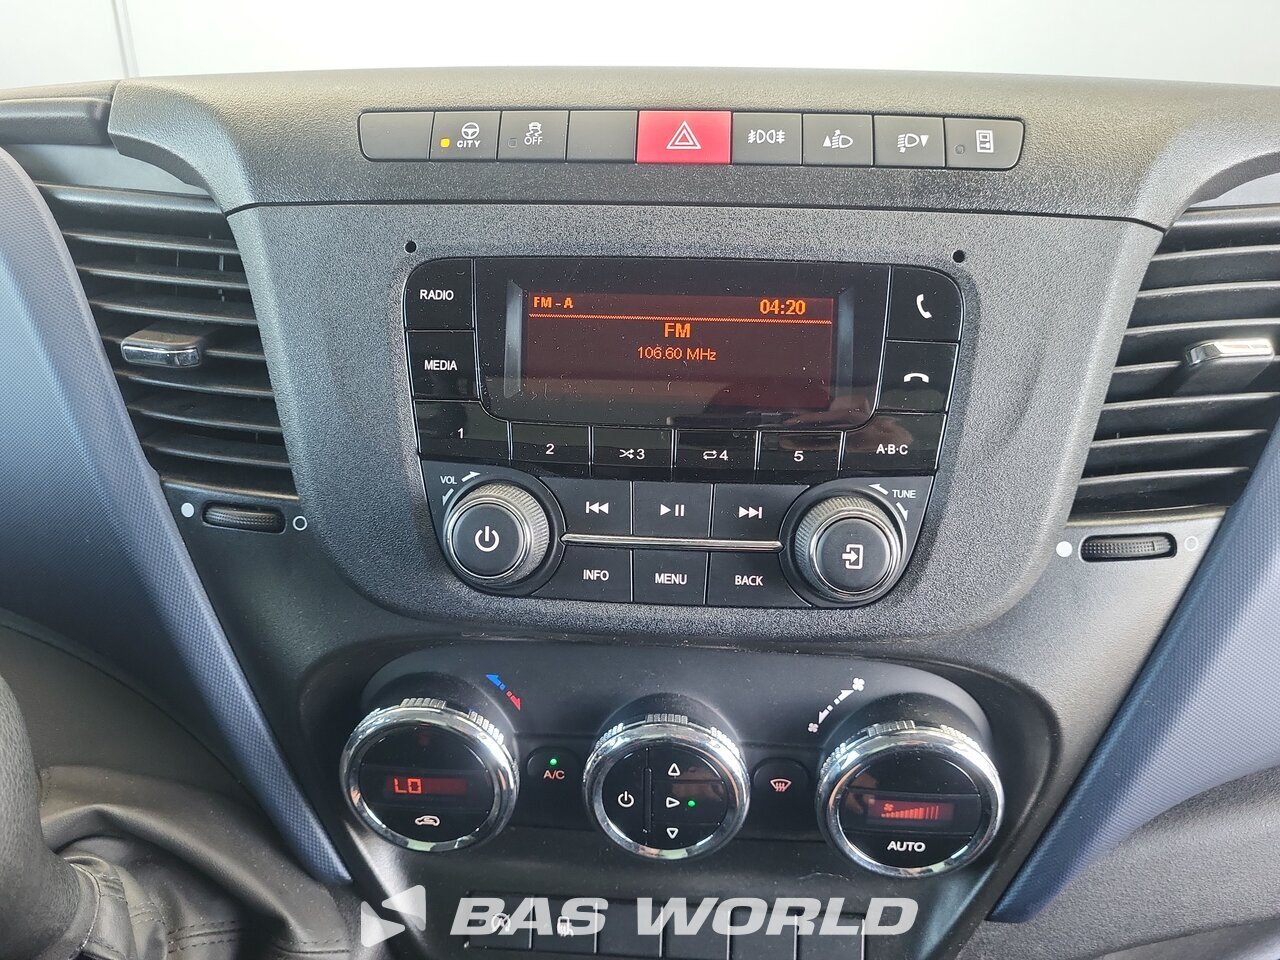 CITY
OFF
RADIO
MEDIA
FM - A 04:20
FM
106.60 MHz
1 2 3 4 5 A·B·C
VOL
TUNE
INFO MENU BACK
LO
A/C
AUTO
BAS WORLD